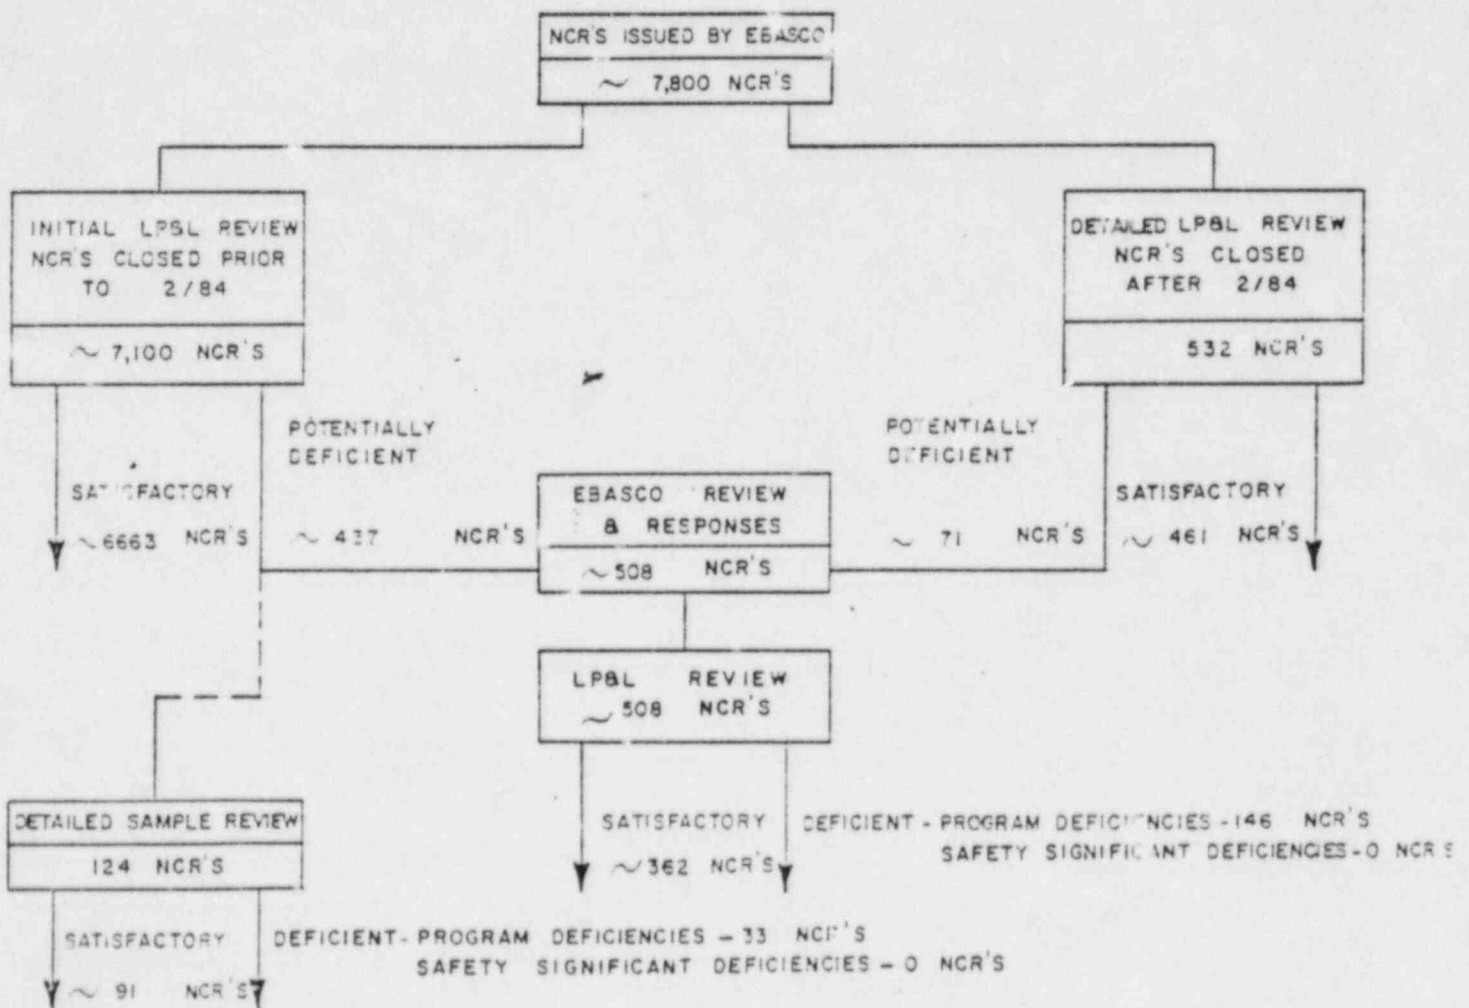 NCR'S ISSUED BY EBASCO
~ 7,800 NCR'S
INITIAL LP&L REVIEW
NCR'S CLOSED PRIOR
TO 2/84
~ 7,100 NCR'S
DETAILED LP&L REVIEW
NCR'S CLOSED
AFTER 2/84
532 NCR'S
POTENTIALLY
DEFICIENT
~ 437 NCR'S
SATISFACTORY
~6663 NCR'S
EBASCO REVIEW
& RESPONSES
~508 NCR'S
POTENTIALLY
DEFICIENT
~ 71 NCR'S
SATISFACTORY
~ 461 NCR'S
LP&L REVIEW
~ 508 NCR'S
SATISFACTORY
~362 NCR'S
DEFICIENT - PROGRAM DEFICIENCIES -146 NCR'S
SAFETY SIGNIFICANT DEFICIENCIES-0 NCR'S
DETAILED SAMPLE REVIEW
124 NCR'S
SATISFACTORY
~ 91 NCR'S
DEFICIENT- PROGRAM DEFICIENCIES - 33 NCR'S
SAFETY SIGNIFICANT DEFICIENCIES - 0 NCR'S